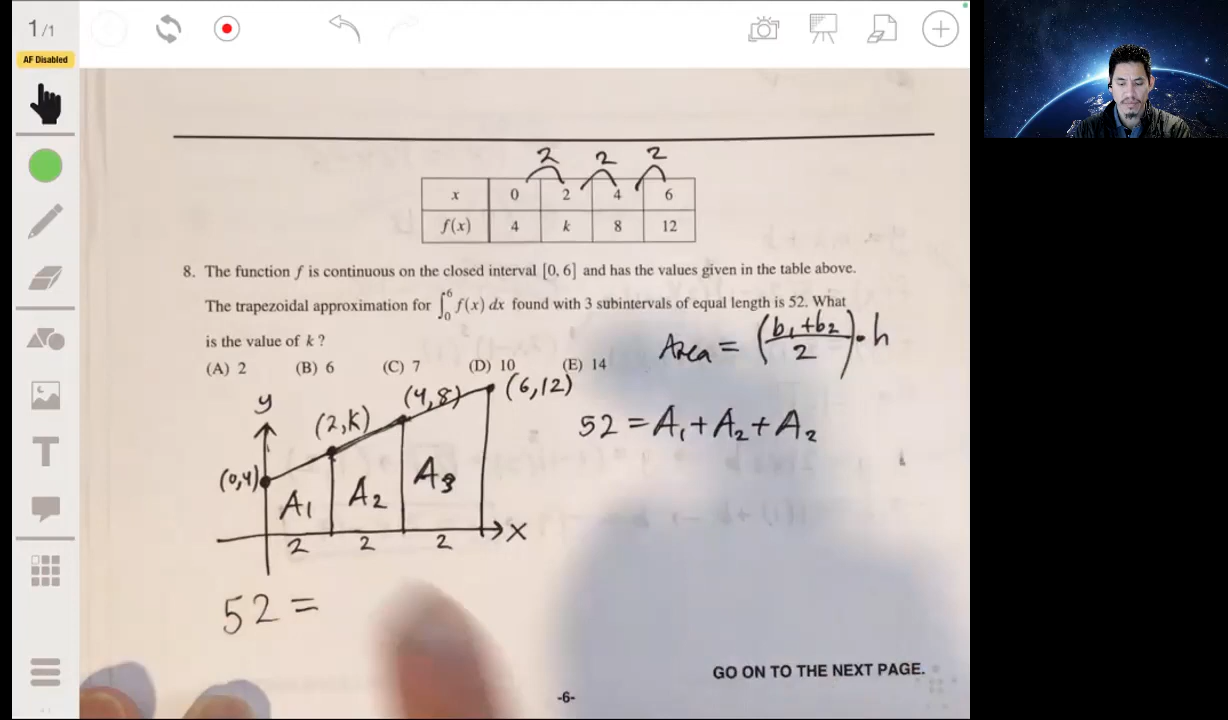 1/1
AF Disabled
2 2 2
x 0 2 4 6
f(x) 4 k 8 12
8. The function f is continuous on the closed interval [0, 6] and has the values given in the table above.
The trapezoidal approximation for ∫₀⁶ f(x) dx found with 3 subintervals of equal length is 52. What
is the value of k ?
(A) 2 (B) 6 (C) 7 (D) 10 (E) 14
Area = (b₁+b₂/2)·h
52 = A₁+A₂+A₂
y
(0,4) (2,K) (4,8) (6,12)
A₁ A₂ A₃
2 2 2 X
52 =
GO ON TO THE NEXT PAGE.
-6-
T